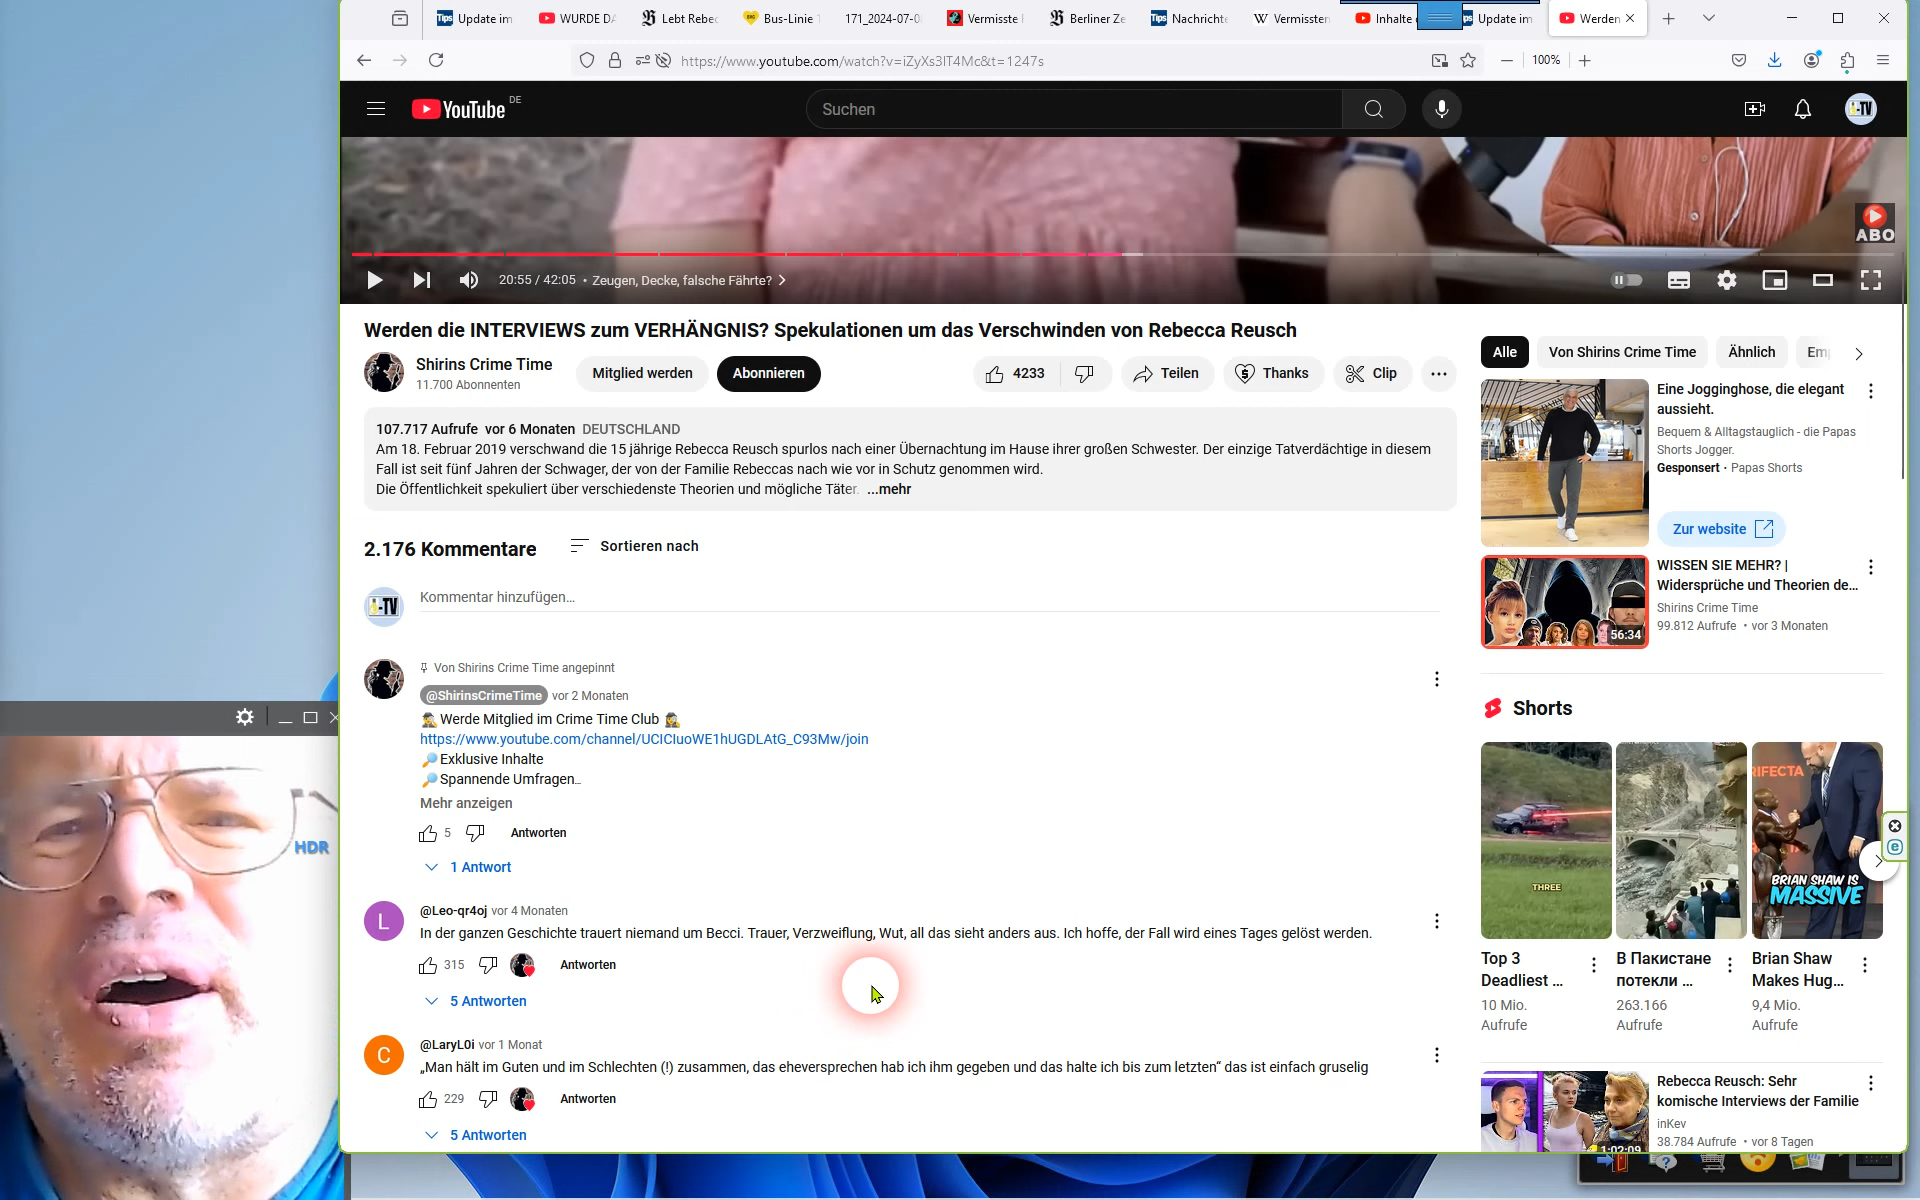 Update im
WURDE DA
Lebt Rebec
Bus-Linie 1
171_2024-07-0
Vermisste
Berliner Ze
Nachrichte
Vermissten
Inhalte
Update im
Werden
https://www.youtube.com/watch?v=iZyXs3lT4Mc&t=1247s
100%
YouTube DE
Suchen
i-TV
ABO
20:55 / 42:05 • Zeugen, Decke, falsche Fährte?
Werden die INTERVIEWS zum VERHÄNGNIS? Spekulationen um das Verschwinden von Rebecca Reusch
Shirins Crime Time
11.700 Abonnenten
Mitglied werden
Abonnieren
4233
Teilen
Thanks
Clip
107.717 Aufrufe vor 6 Monaten DEUTSCHLAND
Am 18. Februar 2019 verschwand die 15 jährige Rebecca Reusch spurlos nach einer Übernachtung im Hause ihrer großen Schwester. Der einzige Tatverdächtige in diesem
Fall ist seit fünf Jahren der Schwager, der von der Familie Rebeccas nach wie vor in Schutz genommen wird.
Die Öffentlichkeit spekuliert über verschiedenste Theorien und mögliche Täter. ...mehr
2.176 Kommentare
Sortieren nach
Kommentar hinzufügen...
Von Shirins Crime Time angepinnt
@ShirinsCrimeTime vor 2 Monaten
Werde Mitglied im Crime Time Club
https://www.youtube.com/channel/UCICIuoWE1hUGDLAtG_C93Mw/join
Exklusive Inhalte
Spannende Umfragen...
Mehr anzeigen
5
Antworten
1 Antwort
L
@Leo-qr4oj vor 4 Monaten
In der ganzen Geschichte trauert niemand um Becci. Trauer, Verzweiflung, Wut, all das sieht anders aus. Ich hoffe, der Fall wird eines Tages gelöst werden.
315
Antworten
5 Antworten
C
@LaryL0i vor 1 Monat
„Man hält im Guten und im Schlechten (!) zusammen, das eheversprechen hab ich ihm gegeben und das halte ich bis zum letzten“ das ist einfach gruselig
229
Antworten
5 Antworten
Alle
Von Shirins Crime Time
Ähnlich
Emp
Eine Jogginghose, die elegant
aussieht.
Bequem & Alltagstauglich - die Papas
Shorts Jogger.
Gesponsert • Papas Shorts
Zur website
WISSEN SIE MEHR? |
Widersprüche und Theorien de...
Shirins Crime Time
99.812 Aufrufe • vor 3 Monaten
56:34
Shorts
THREE
RIFECTA
BRIAN SHAW IS
MASSIVE
Top 3
Deadliest ...
10 Mio.
Aufrufe
В Пакистане
потекли ...
263.166
Aufrufe
Brian Shaw
Makes Hug...
9,4 Mio.
Aufrufe
Rebecca Reusch: Sehr
komische Interviews der Familie
inKev
38.784 Aufrufe • vor 8 Tagen
1:02:09
HDR